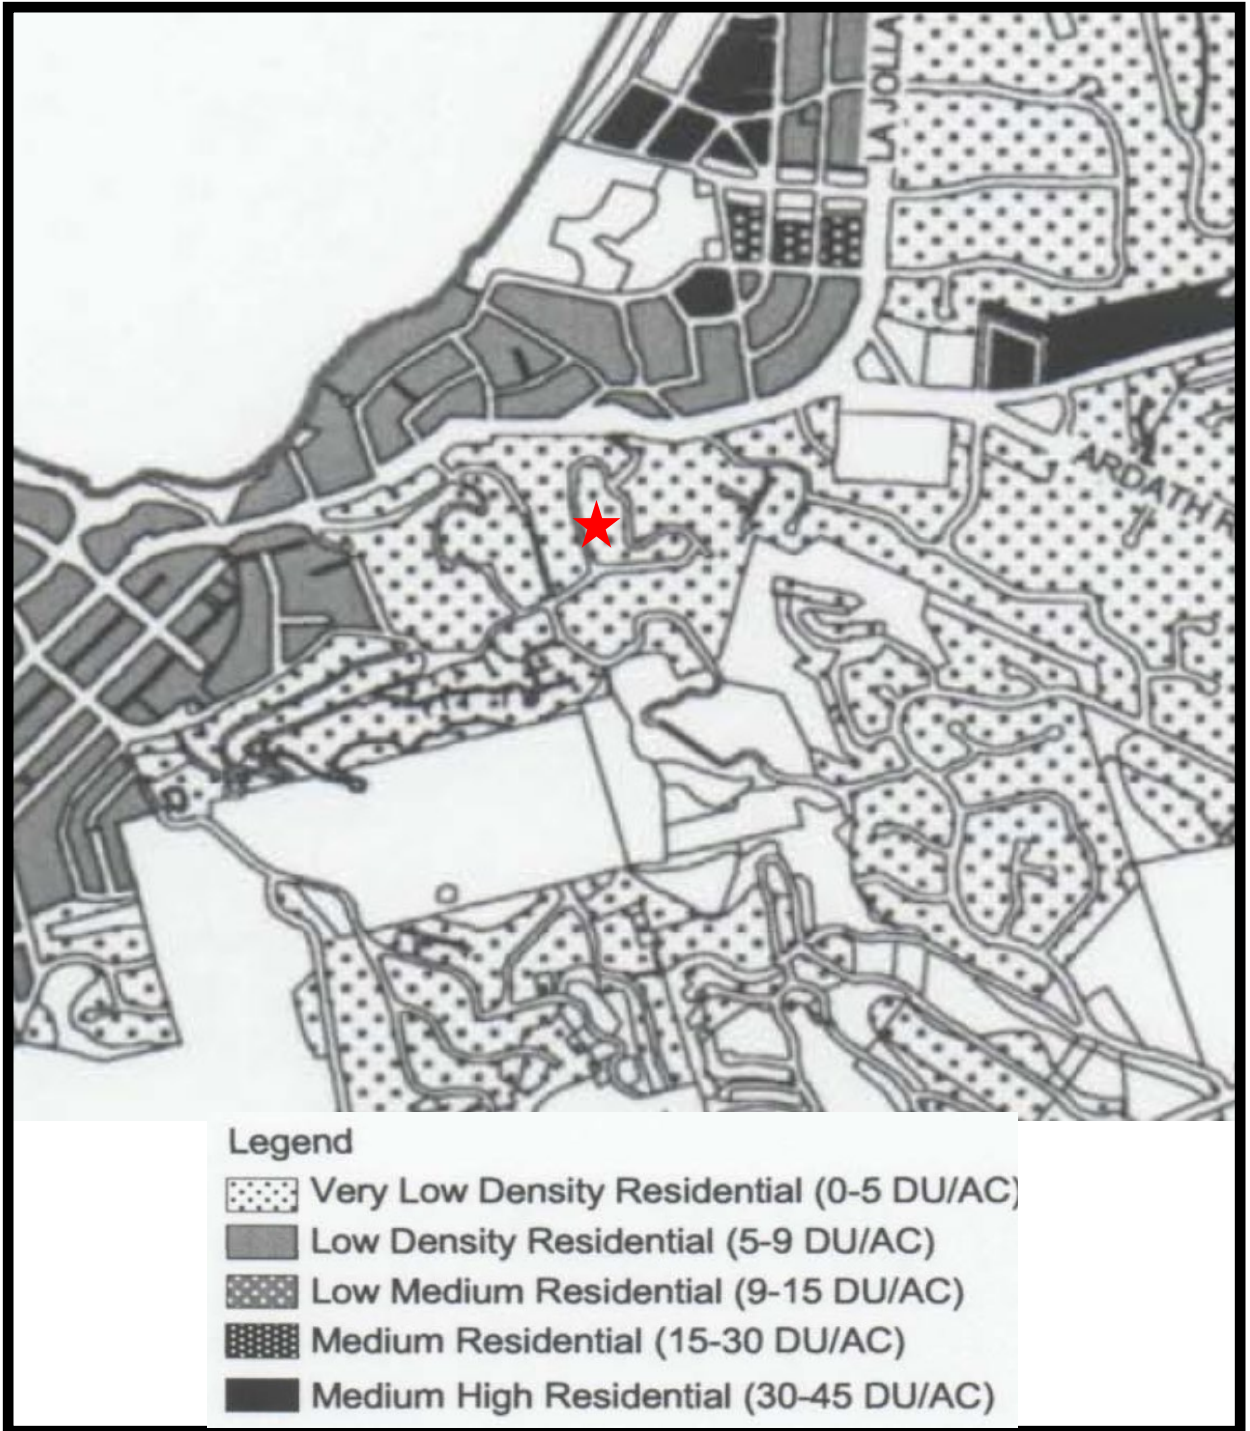 LA JOLLA
ARDATH R
Legend
Very Low Density Residential (0-5 DU/AC)
Low Density Residential (5-9 DU/AC)
Low Medium Residential (9-15 DU/AC)
Medium Residential (15-30 DU/AC)
Medium High Residential (30-45 DU/AC)